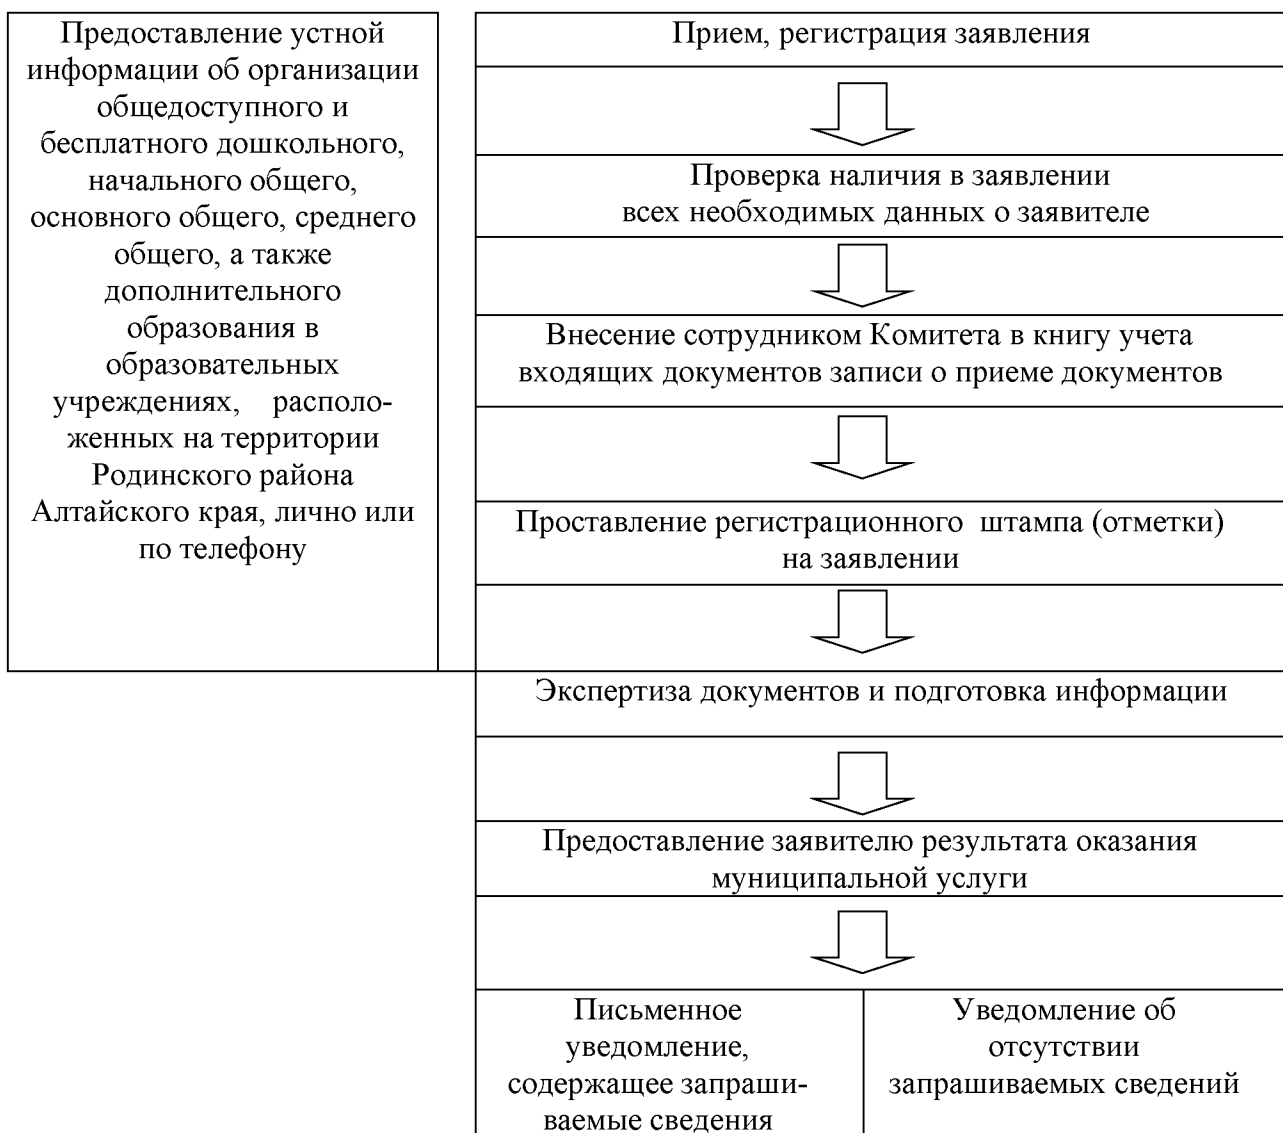 Предоставление устной
информации об организации
общедоступного и
бесплатного дошкольного,
начального общего,
основного общего, среднего
общего, а также
дополнительного
образования в
образовательных
учреждениях, располо-
женных на территории
Родинского района
Алтайского края, лично или
по телефону
Прием, регистрация заявления
Проверка наличия в заявлении
всех необходимых данных о заявителе
Внесение сотрудником Комитета в книгу учета
входящих документов записи о приеме документов
Проставление регистрационного штампа (отметки)
на заявлении
Экспертиза документов и подготовка информации
Предоставление заявителю результата оказания
муниципальной услуги
Письменное
уведомление,
содержащее запраши-
ваемые сведения
Уведомление об
отсутствии
запрашиваемых сведений